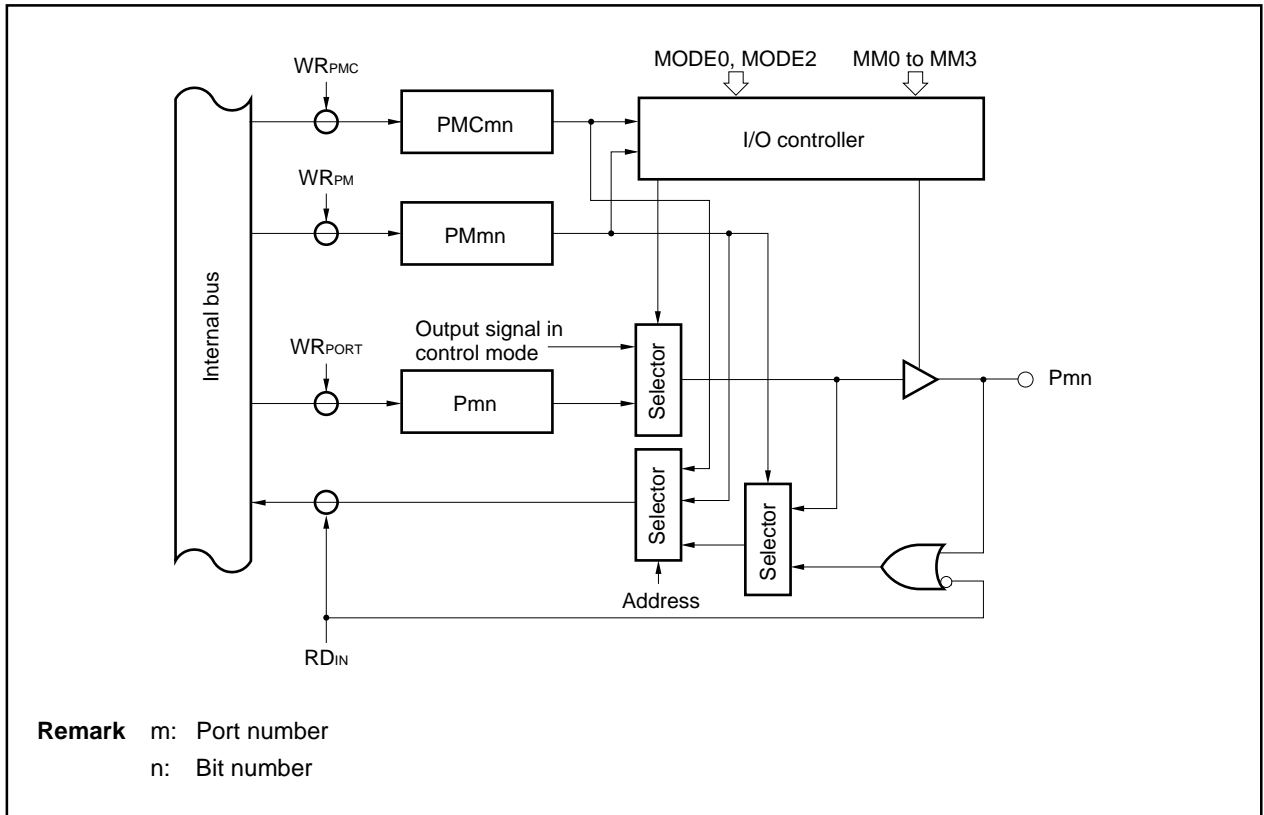 MODE0, MODE2
MM0 to MM3
WRPMC
PMCmn
I/O controller
WRPM
PMmn
Internal bus
Output signal in
control mode
Selector
WRPORT
Pmn
Pmn
Selector
Selector
Address
RDIN
Remark m: Port number
n: Bit number